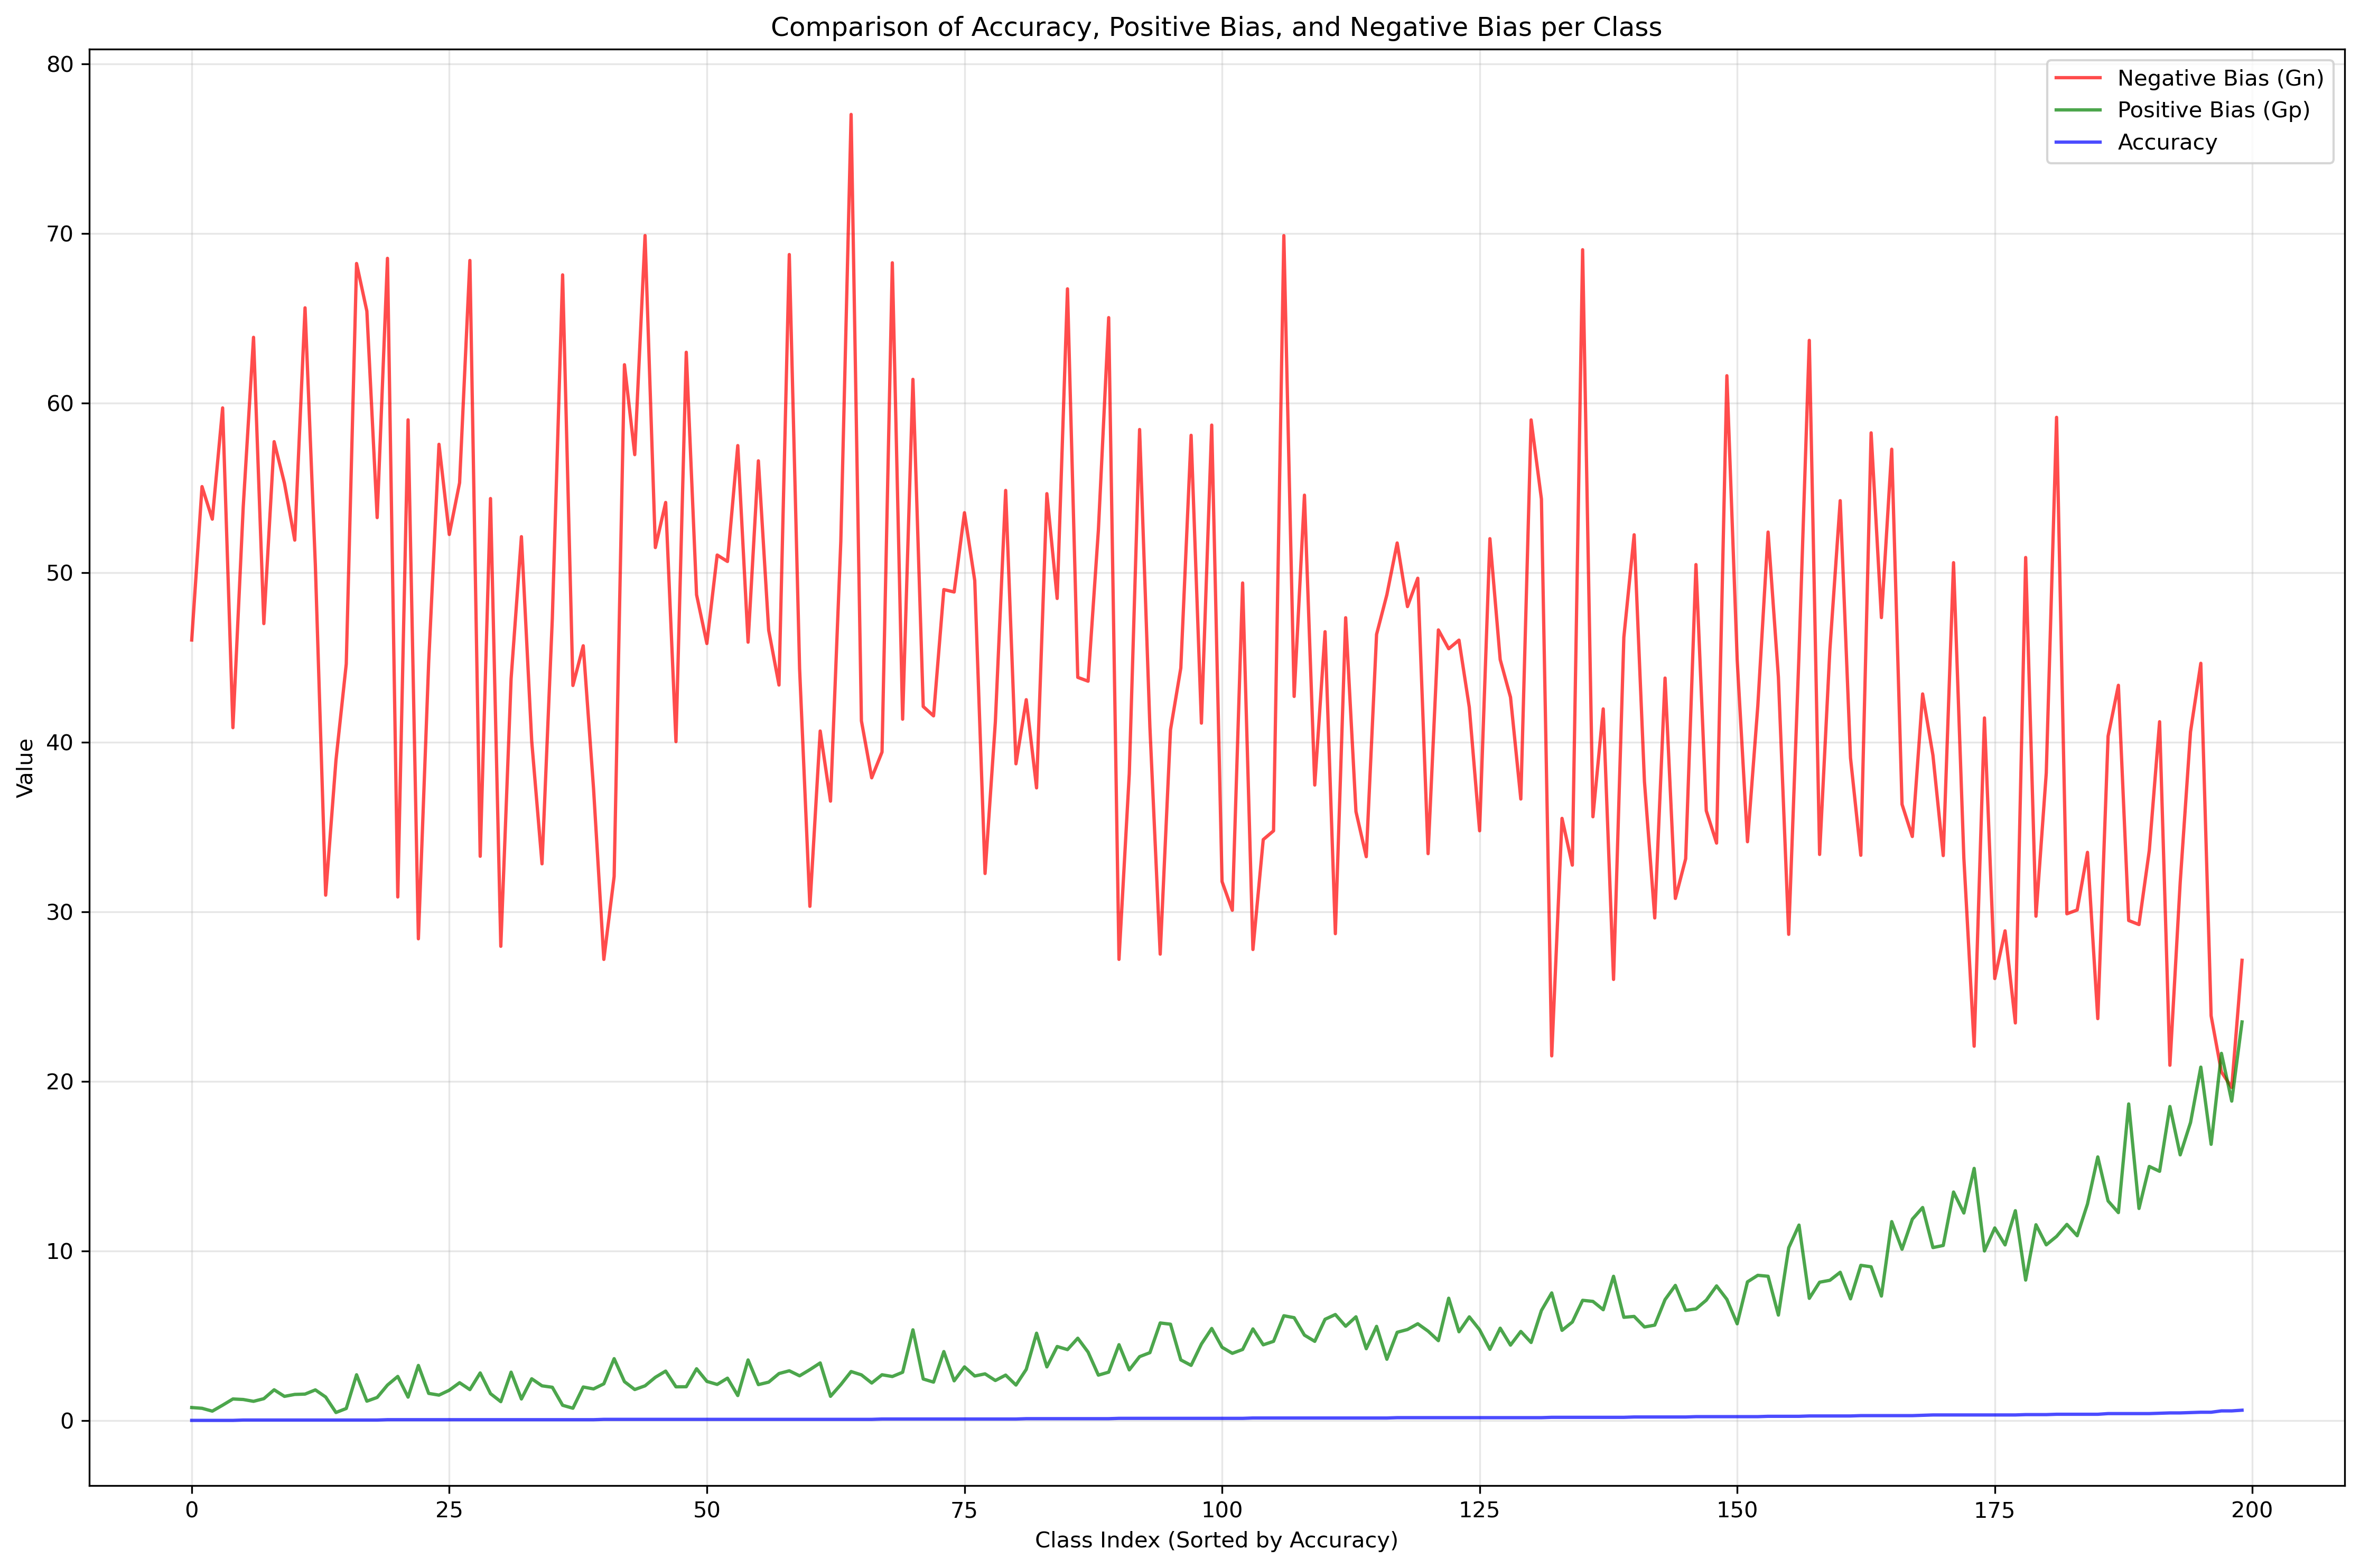 Comparison of Accuracy, Positive Bias, and Negative Bias per Class
Negative Bias (Gn)
Positive Bias (Gp)
Accuracy
80
70
60
50
40
30
20
10
0
Value
0 25 50 75 100 125 150 175 200
Class Index (Sorted by Accuracy)